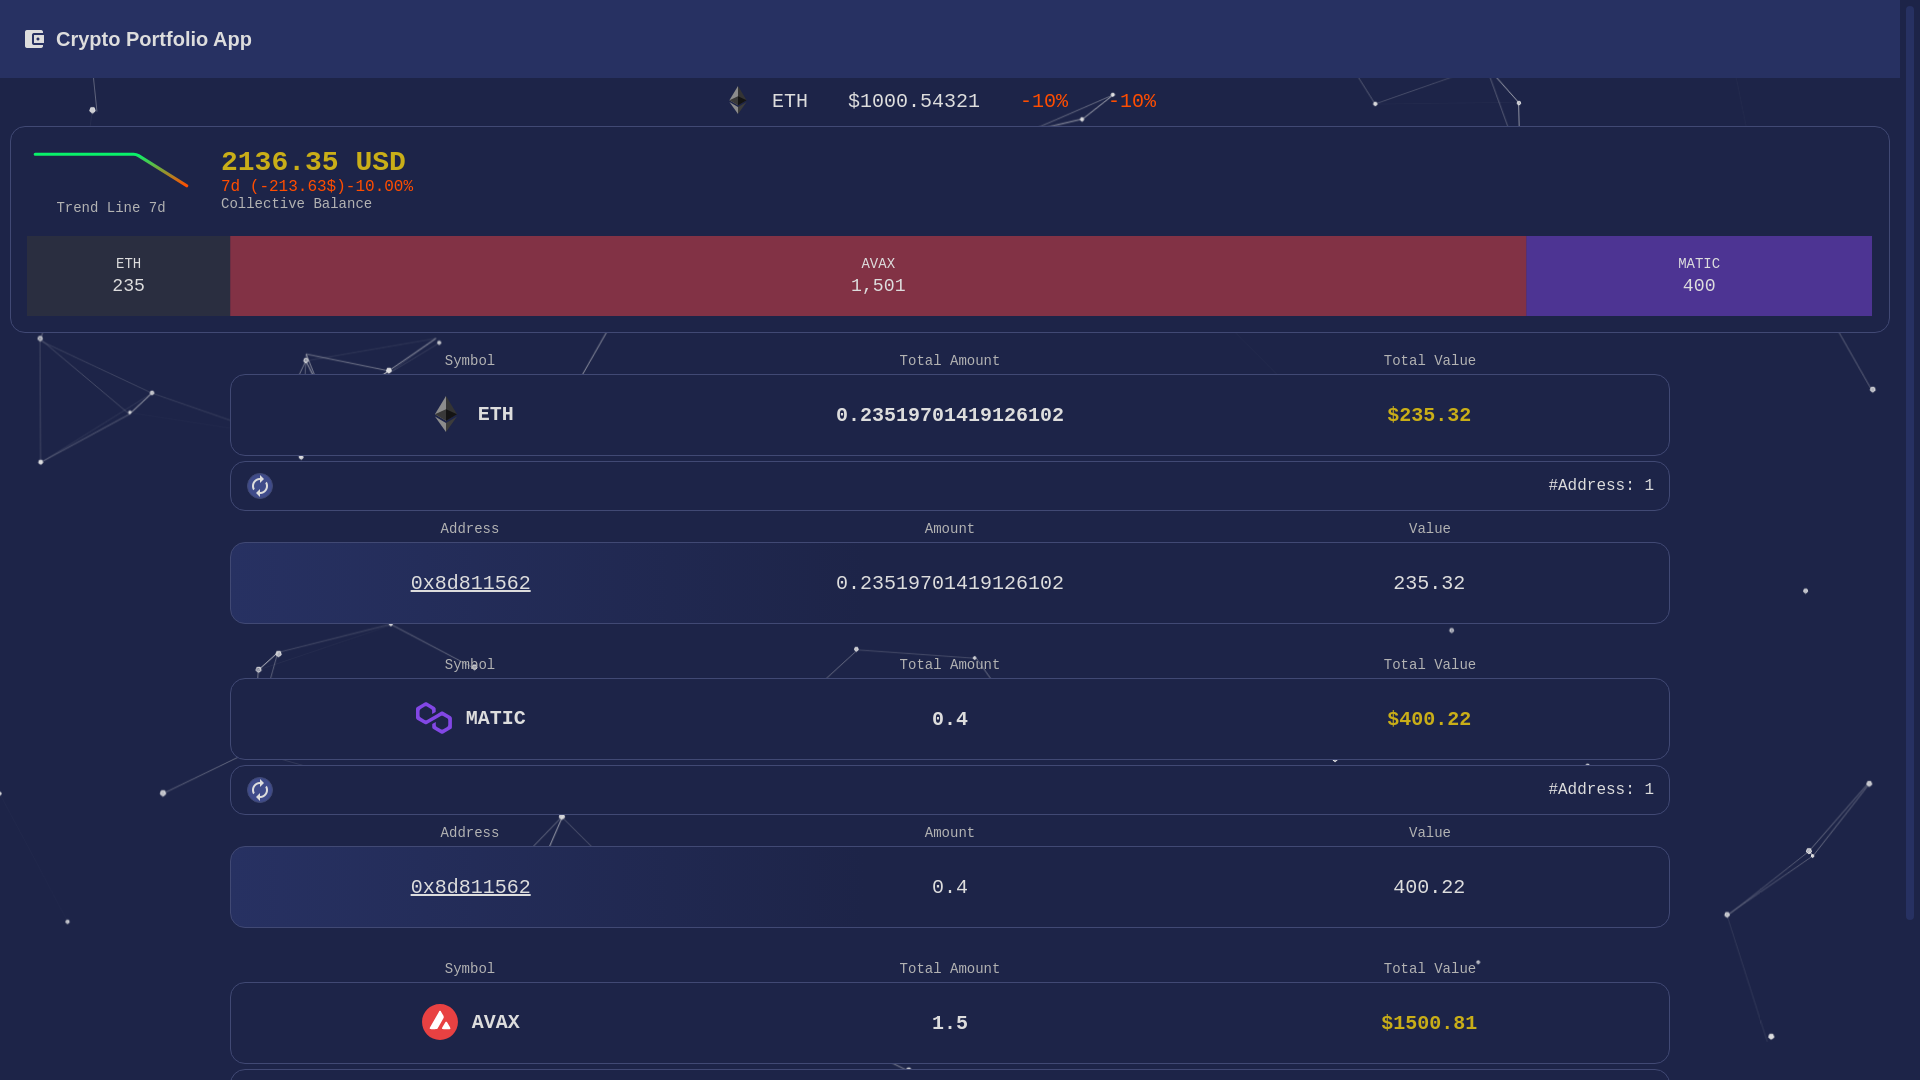 Crypto Portfolio App
ETH $1000.54321 -10% -10%
2136.35 USD
7d (-213.63$)-10.00%
Collective Balance
Trend Line 7d
ETH AVAX MATIC
235 1,501 400
Symbol Total Amount Total Value
ETH 0.23519701419126102 $235.32
#Address: 1
Address Amount Value
0x8d811562 0.23519701419126102 235.32
Symbol Total Amount Total Value
MATIC 0.4 $400.22
#Address: 1
Address Amount Value
0x8d811562 0.4 400.22
Symbol Total Amount Total Value
AVAX 1.5 $1500.81